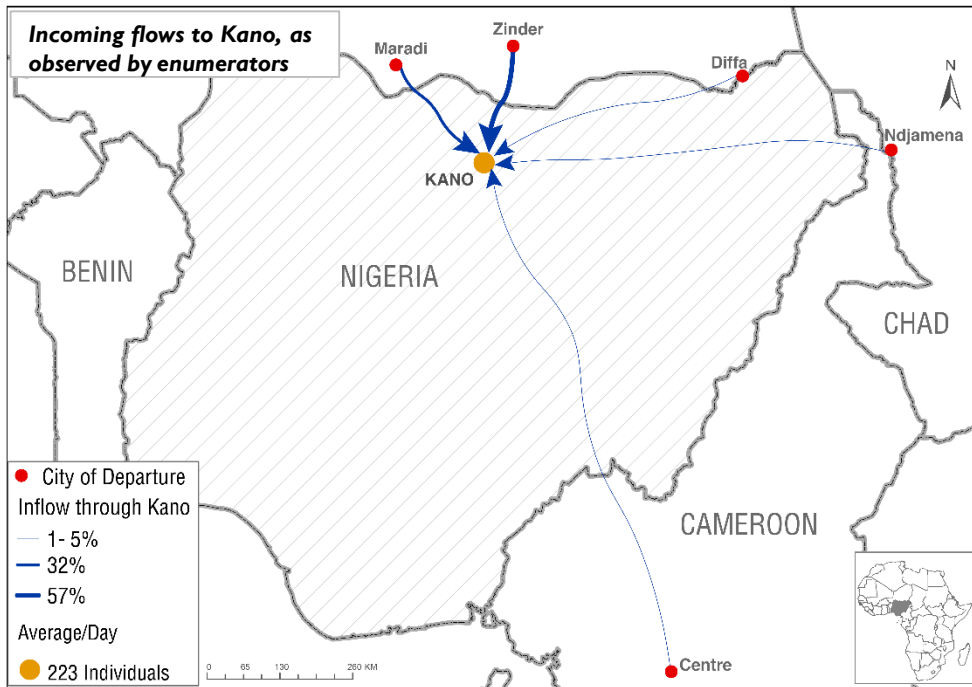 Incoming flows to Kano, as
observed by enumerators
Maradi
Zinder
Diffa
N
Ndjamena
KANO
BENIN
NIGERIA
CHAD
CAMEROON
Centre
City of Departure
Inflow through Kano
1- 5%
32%
57%
Average/Day
223 Individuals
0 65 130 260 KM